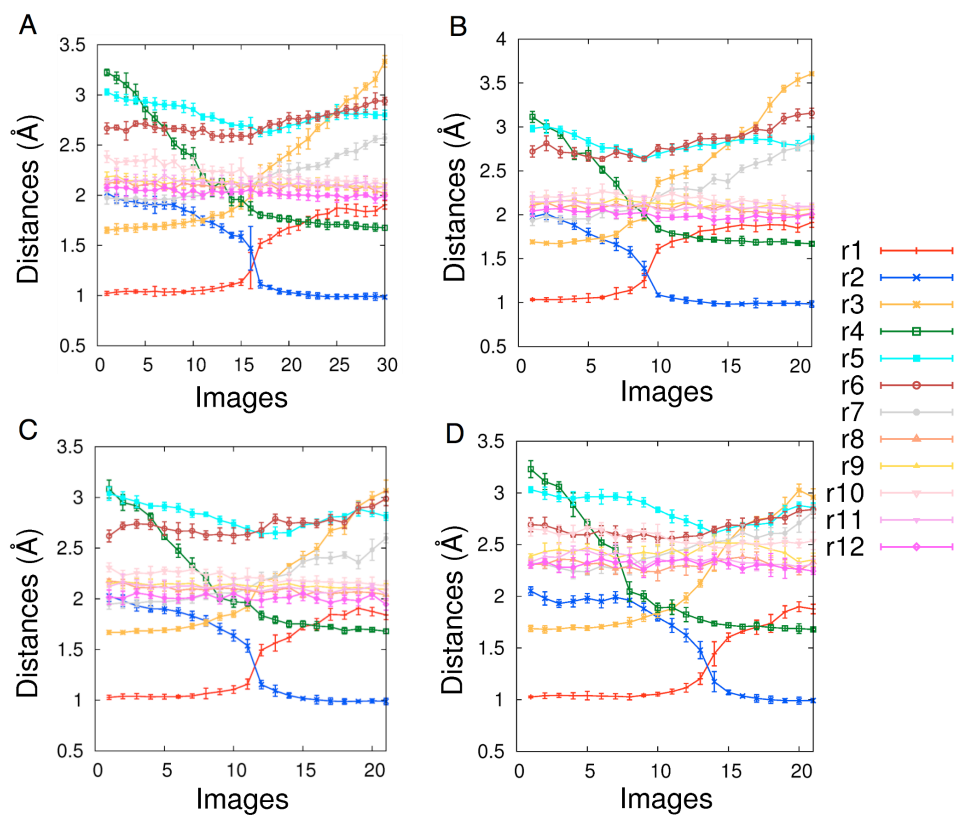 A
3.5
3
2.5
2
1.5
1
0.5
0 5 10 15 20 25 30
Distances (Å)
Images
B
4
3.5
3
2.5
2
1.5
1
0.5
0 5 10 15 20
Distances (Å)
Images
C
3.5
3
2.5
2
1.5
1
0.5
0 5 10 15 20
Distances (Å)
Images
D
3.5
3
2.5
2
1.5
1
0.5
0 5 10 15 20
Distances (Å)
Images
r1
r2
r3
r4
r5
r6
r7
r8
r9
r10
r11
r12